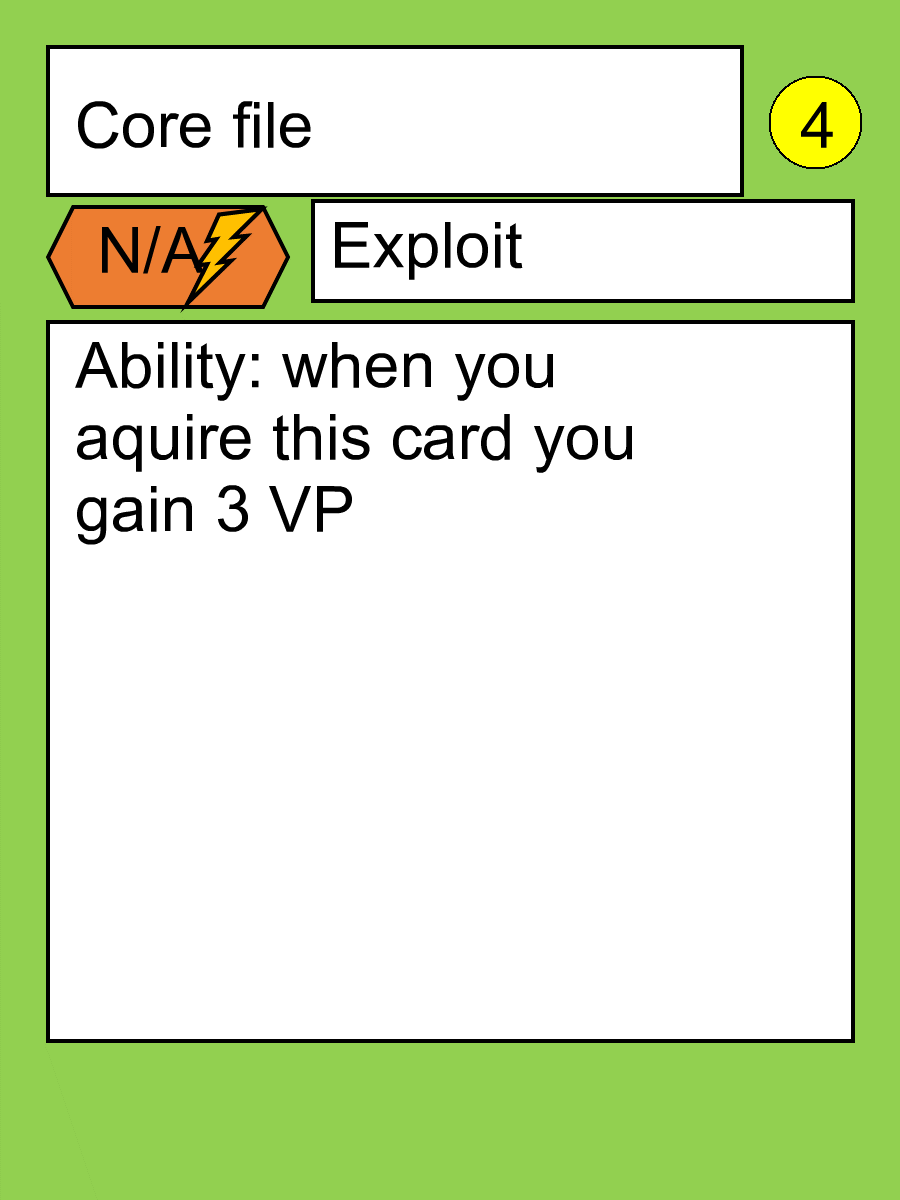 Core file
4
N/A
Exploit
Ability: when you
aquire this card you
gain 3 VP